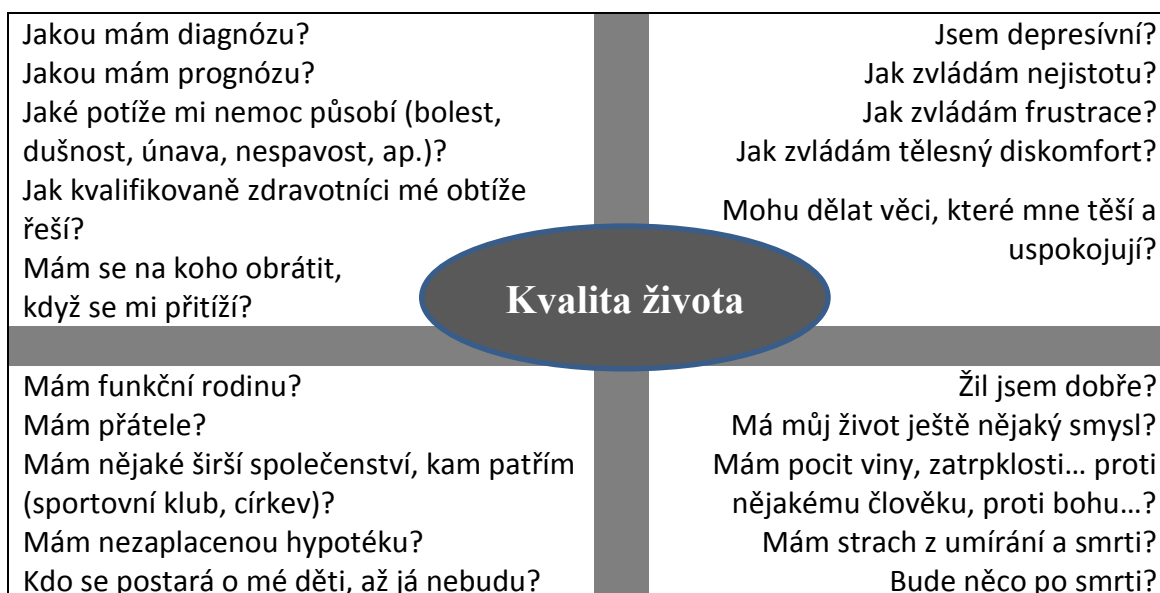 Jakou mám diagnózu?
Jakou mám prognózu?
Jaké potíže mi nemoc působí (bolest,
dušnost, únava, nespavost, ap.)?
Jak kvalifikovaně zdravotníci mé obtíže
řeší?
Mám se na koho obrátit,
když se mi přitíží?
Jsem depresívní?
Jak zvládám nejistotu?
Jak zvládám frustrace?
Jak zvládám tělesný diskomfort?
Mohu dělat věci, které mne těší a
uspokojují?
Kvalita života
Mám funkční rodinu?
Mám přátele?
Mám nějaké širší společenství, kam patřím
(sportovní klub, církev)?
Mám nezaplacenou hypotéku?
Kdo se postará o mé děti, až já nebudu?
Žil jsem dobře?
Má můj život ještě nějaký smysl?
Mám pocit viny, zatrpklosti… proti
nějakému člověku, proti bohu…?
Mám strach z umírání a smrti?
Bude něco po smrti?